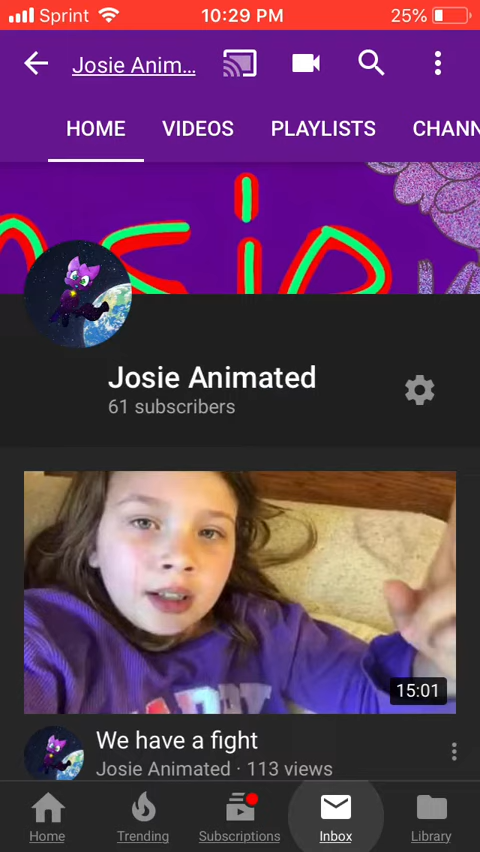 Sprint 10:29 PM 25%
Josie Anim...
HOME VIDEOS PLAYLISTS CHANN
Josie Animated
61 subscribers
15:01
We have a fight
Josie Animated · 113 views
Home Trending Subscriptions Inbox Library